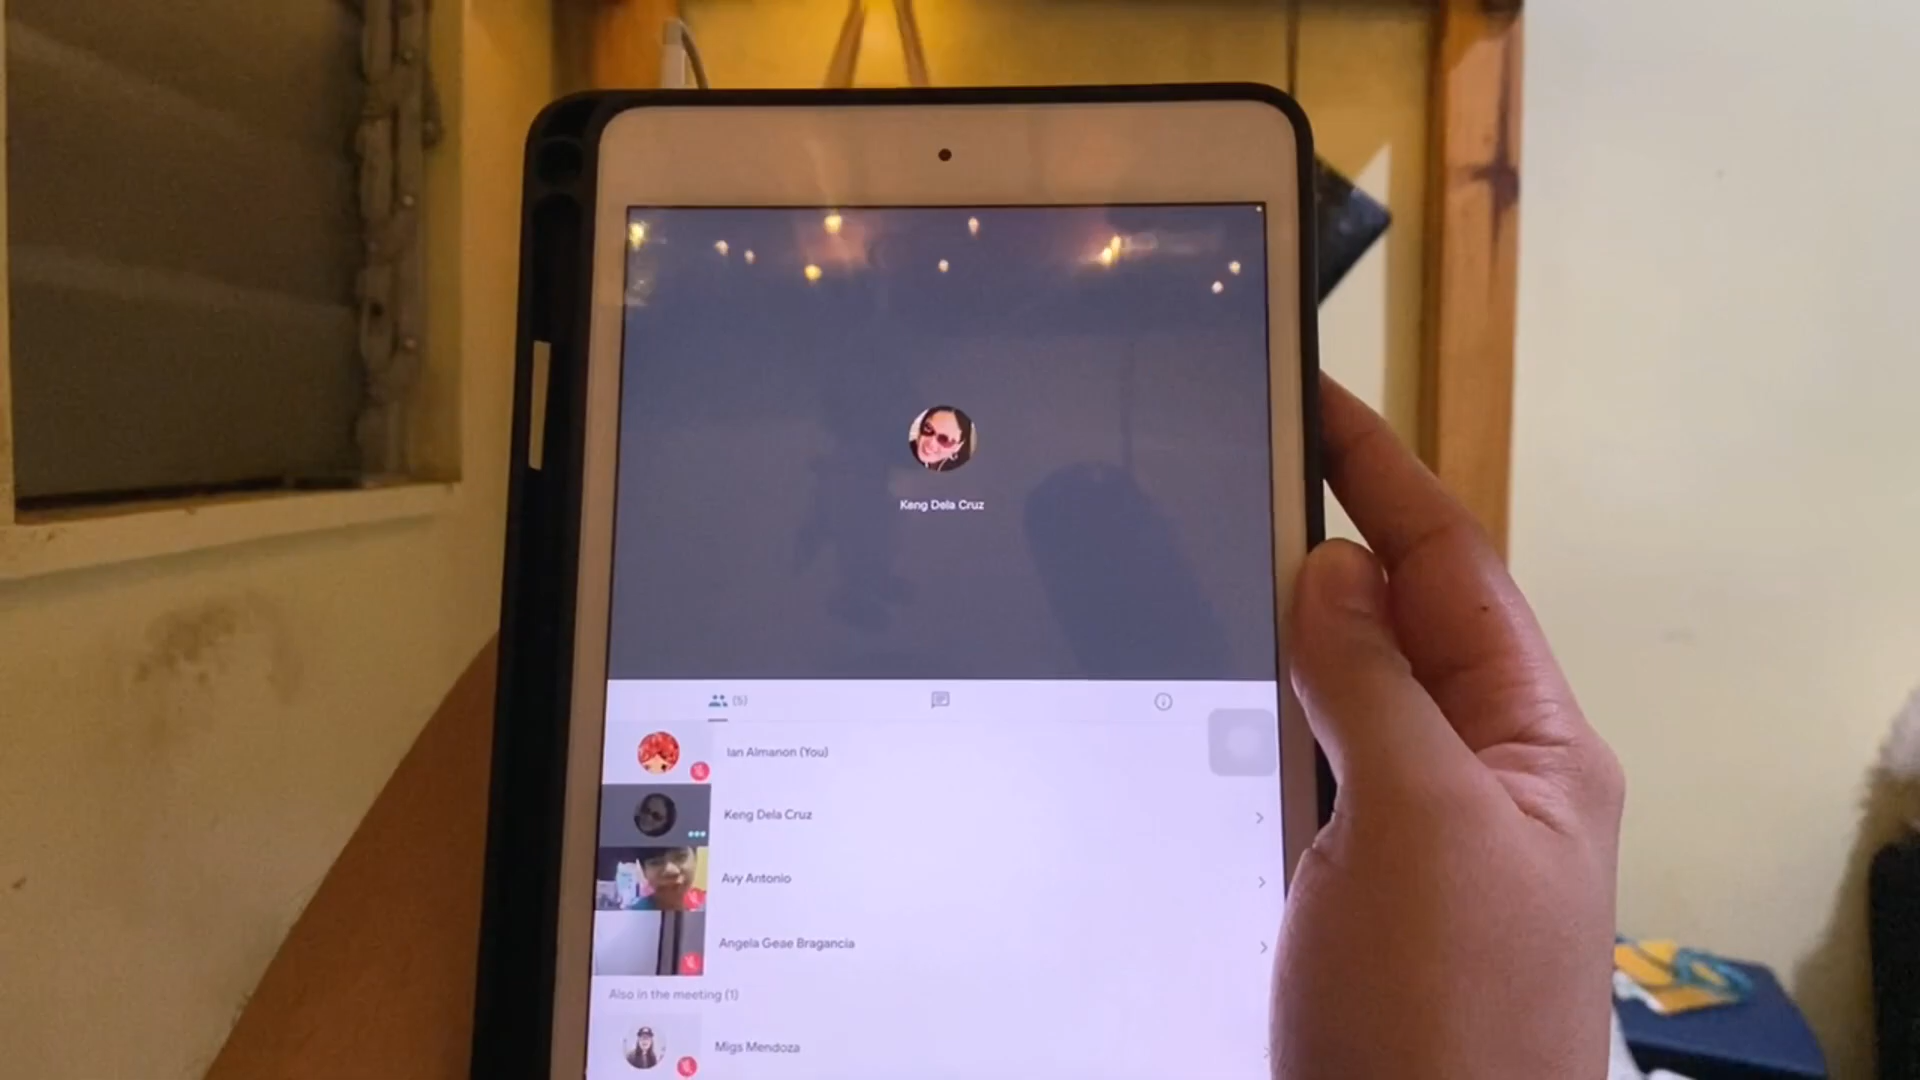 Keng Dela Cruz
(5)
Ian Almanon (You)
Keng Dela Cruz
Avy Antonio
Angela Geae Bragancia
Also in the meeting (1)
Migs Mendoza